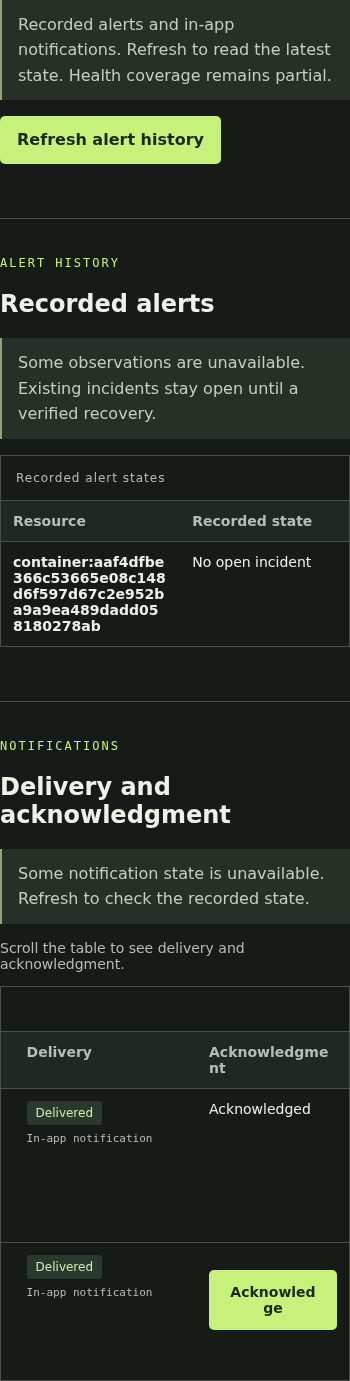 Recorded alerts and in-app
notifications. Refresh to read the latest
state. Health coverage remains partial.
Refresh alert history
ALERT HISTORY
Recorded alerts
Some observations are unavailable.
Existing incidents stay open until a
verified recovery.
Recorded alert states
Resource
Recorded state
container:aaf4dfbe
366c53665e08c148
d6f597d67c2e952b
a9a9ea489dadd05
8180278ab
No open incident
NOTIFICATIONS
Delivery and
acknowledgment
Some notification state is unavailable.
Refresh to check the recorded state.
Scroll the table to see delivery and
acknowledgment.
Delivery
Acknowledgme
nt
Delivered
In-app notification
Acknowledged
Delivered
In-app notification
Acknowled
ge